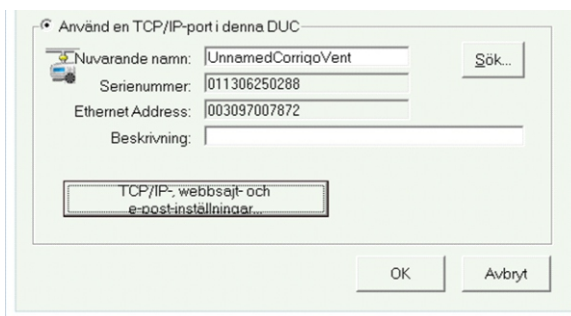 Använd en TCP/IP-port i denna DUC
Nuvarande namn: UnnamedCorrigoVent
Sök...
Serienummer: 011306250288
Ethernet Address: 003097007872
Beskrivning:
TCP/IP-, webbsajt- och
e-post-inställningar...
OK
Avbryt